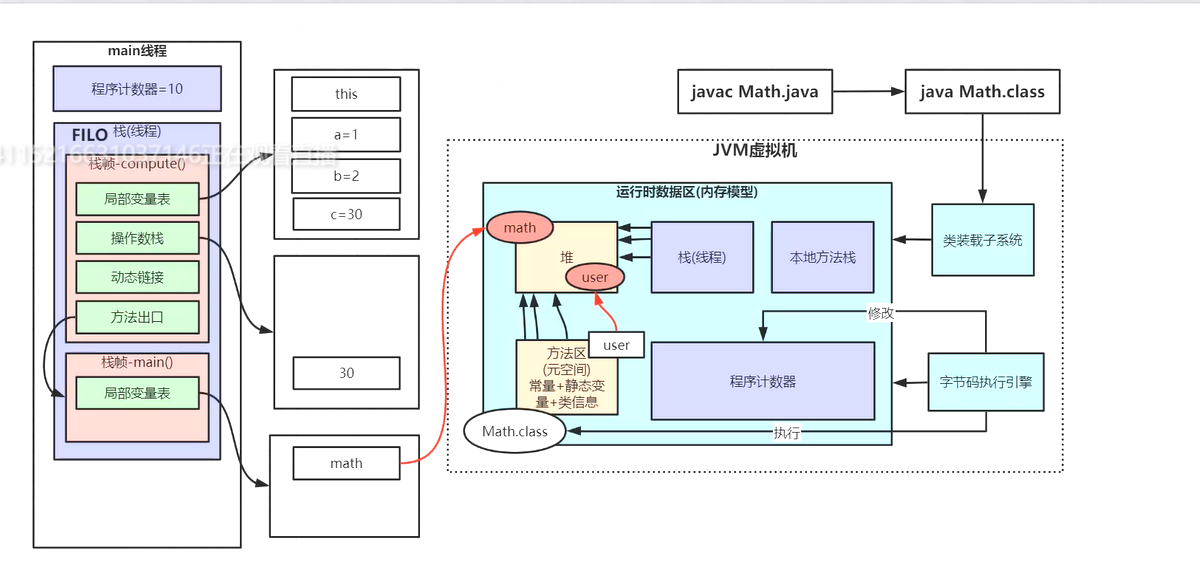 main线程
程序计数器=10
FILO 栈(线程)
栈帧-compute()
局部变量表
操作数栈
动态链接
方法出口
栈帧-main()
局部变量表
this
a=1
b=2
c=30
30
math
javac Math.java
java Math.class
JVM虚拟机
运行时数据区(内存模型)
math
堆
user
栈(线程)
本地方法栈
类装载子系统
修改
user
方法区
(元空间)
常量+静态变
量+类信息
程序计数器
字节码执行引擎
Math.class
执行